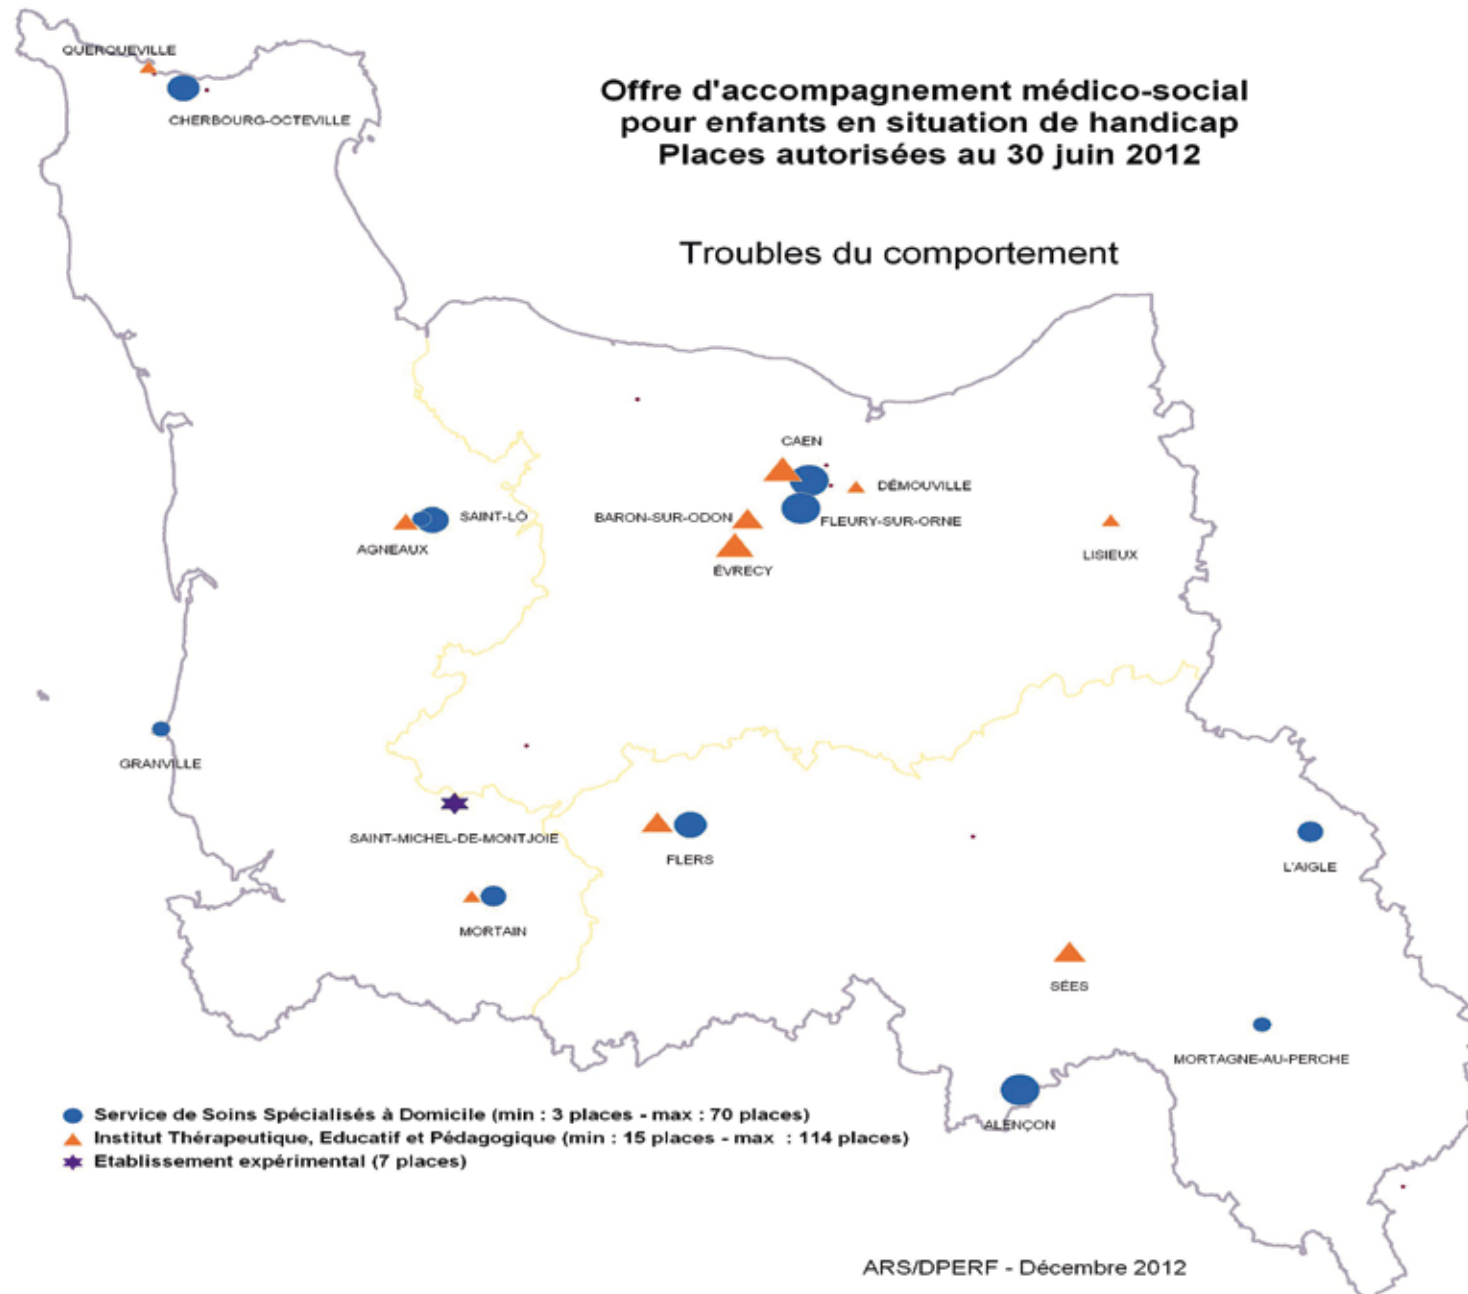 QUERQUEVILLE
CHERBOURG-OCTEVILLE
Offre d'accompagnement médico-social
pour enfants en situation de handicap
Places autorisées au 30 juin 2012
Troubles du comportement
CAEN
DÉMOUVILLE
SAINT-LÔ
BARON-SUR-ODON
FLEURY-SUR-ORNE
AGNEAUX
LISIEUX
ÉVRECY
GRANVILLE
SAINT-MICHEL-DE-MONTJOIE
FLERS
L'AIGLE
MORTAIN
SÉES
MORTAGNE-AU-PERCHE
ALENÇON
Service de Soins Spécialisés à Domicile (min : 3 places - max : 70 places)
Institut Thérapeutique, Educatif et Pédagogique (min : 15 places - max : 114 places)
Etablissement expérimental (7 places)
ARS/DPERF - Décembre 2012